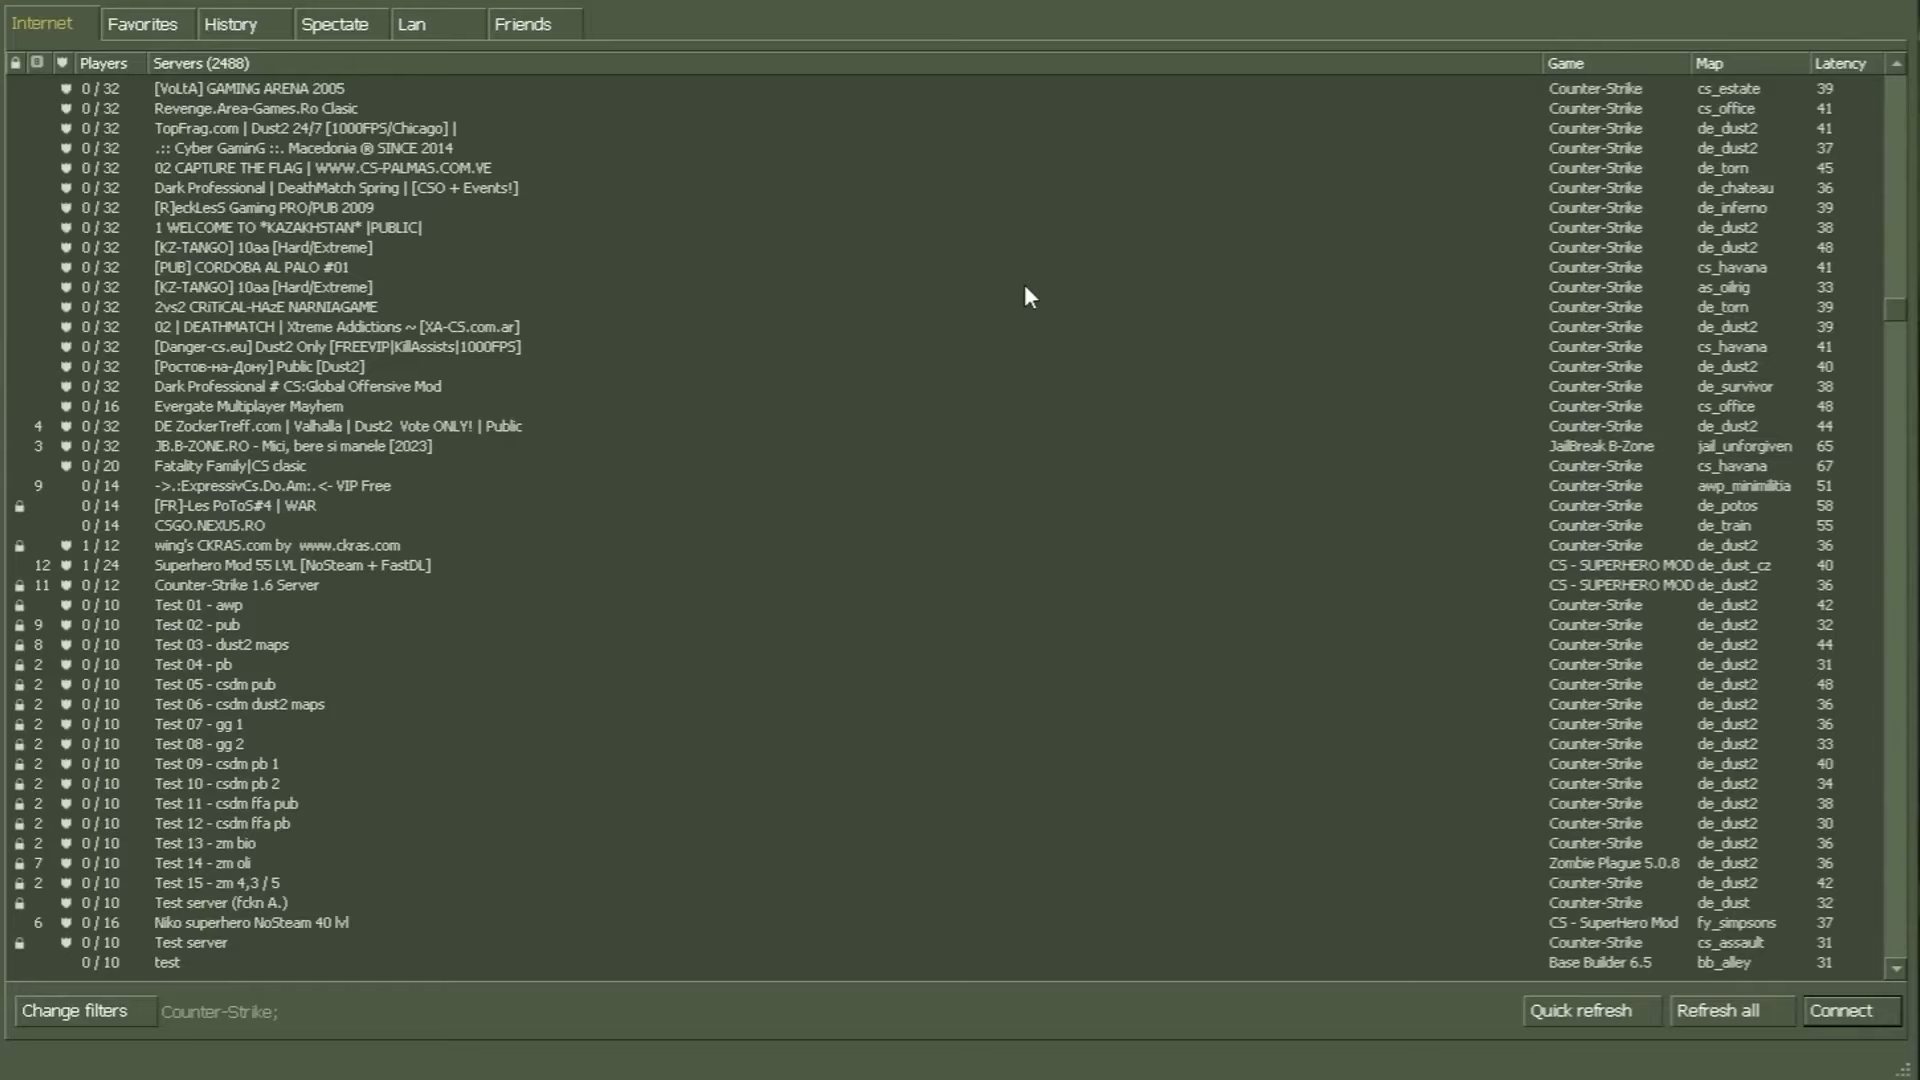 Internet Favorites History Spectate Lan Friends
Players Servers (2488) Game Map Latency
0 / 32 [VoLtA] GAMING ARENA 2005 Counter-Strike cs_estate 39
0 / 32 Revenge.Area-Games.Ro Clasic Counter-Strike cs_office 41
0 / 32 TopFrag.com | Dust2 24/7 [1000FPS/Chicago] | Counter-Strike de_dust2 41
0 / 32 .:: Cyber GaminG ::. Macedonia ® SINCE 2014 Counter-Strike de_dust2 37
0 / 32 02 CAPTURE THE FLAG | WWW.CS-PALMAS.COM.VE Counter-Strike de_torn 45
0 / 32 Dark Professional | DeathMatch Spring | [CSO + Events!] Counter-Strike de_chateau 36
0 / 32 [R]eckLesS Gaming PRO/PUB 2009 Counter-Strike de_inferno 39
0 / 32 1 WELCOME TO *KAZAKHSTAN* |PUBLIC| Counter-Strike de_dust2 38
0 / 32 [KZ-TANGO] 10aa [Hard/Extreme] Counter-Strike de_dust2 48
0 / 32 [PUB] CORDOBA AL PALO #01 Counter-Strike cs_havana 41
0 / 32 [KZ-TANGO] 10aa [Hard/Extreme] Counter-Strike as_oilrig 33
0 / 32 2vs2 CRiTiCAL-HAzE NARNIAGAME Counter-Strike de_torn 39
0 / 32 02 | DEATHMATCH | Xtreme Addictions ~ [XA-CS.com.ar] Counter-Strike de_dust2 39
0 / 32 [Danger-cs.eu] Dust2 Only [FREEVIP|KillAssists|1000FPS] Counter-Strike cs_havana 41
0 / 32 [Ростов-на-Дону] Public [Dust2] Counter-Strike de_dust2 40
0 / 32 Dark Professional # CS:Global Offensive Mod Counter-Strike de_survivor 38
0 / 16 Evergate Multiplayer Mayhem Counter-Strike cs_office 48
4 0 / 32 DE ZockerTreff.com | Valhalla | Dust2 Vote ONLY! | Public Counter-Strike de_dust2 44
3 0 / 32 JB.B-ZONE.RO - Mici, bere si manele [2023] JailBreak B-Zone jail_unforgiven 65
0 / 20 Fatality Family|CS clasic Counter-Strike cs_havana 67
9 0 / 14 ->.:ExpressivCs.Do.Am:.<- VIP Free Counter-Strike awp_minimilitia 51
0 / 14 [FR]-Les PoToS#4 | WAR Counter-Strike de_potos 58
0 / 14 CSGO.NEXUS.RO Counter-Strike de_train 55
1 / 12 wing's CKRAS.com by www.ckras.com Counter-Strike de_dust2 36
12 1 / 24 Superhero Mod 55 LVL [NoSteam + FastDL] CS - SUPERHERO MOD de_dust_cz 40
11 0 / 12 Counter-Strike 1.6 Server CS - SUPERHERO MOD de_dust2 36
0 / 10 Test 01 - awp Counter-Strike de_dust2 42
9 0 / 10 Test 02 - pub Counter-Strike de_dust2 32
8 0 / 10 Test 03 - dust2 maps Counter-Strike de_dust2 44
2 0 / 10 Test 04 - pb Counter-Strike de_dust2 31
2 0 / 10 Test 05 - csdm pub Counter-Strike de_dust2 48
2 0 / 10 Test 06 - csdm dust2 maps Counter-Strike de_dust2 36
2 0 / 10 Test 07 - gg 1 Counter-Strike de_dust2 36
2 0 / 10 Test 08 - gg 2 Counter-Strike de_dust2 33
2 0 / 10 Test 09 - csdm pb 1 Counter-Strike de_dust2 40
2 0 / 10 Test 10 - csdm pb 2 Counter-Strike de_dust2 34
2 0 / 10 Test 11 - csdm ffa pub Counter-Strike de_dust2 38
2 0 / 10 Test 12 - csdm ffa pb Counter-Strike de_dust2 30
2 0 / 10 Test 13 - zm bio Counter-Strike de_dust2 36
7 0 / 10 Test 14 - zm oli Zombie Plague 5.0.8 de_dust2 36
2 0 / 10 Test 15 - zm 4,3 / 5 Counter-Strike de_dust2 42
0 / 10 Test server (fckn A.) Counter-Strike de_dust 32
6 0 / 16 Niko superhero NoSteam 40 lvl CS - SuperHero Mod fy_simpsons 37
0 / 10 Test server Counter-Strike cs_assault 31
0 / 10 test Base Builder 6.5 bb_alley 31
Change filters Counter-Strike; Quick refresh Refresh all Connect